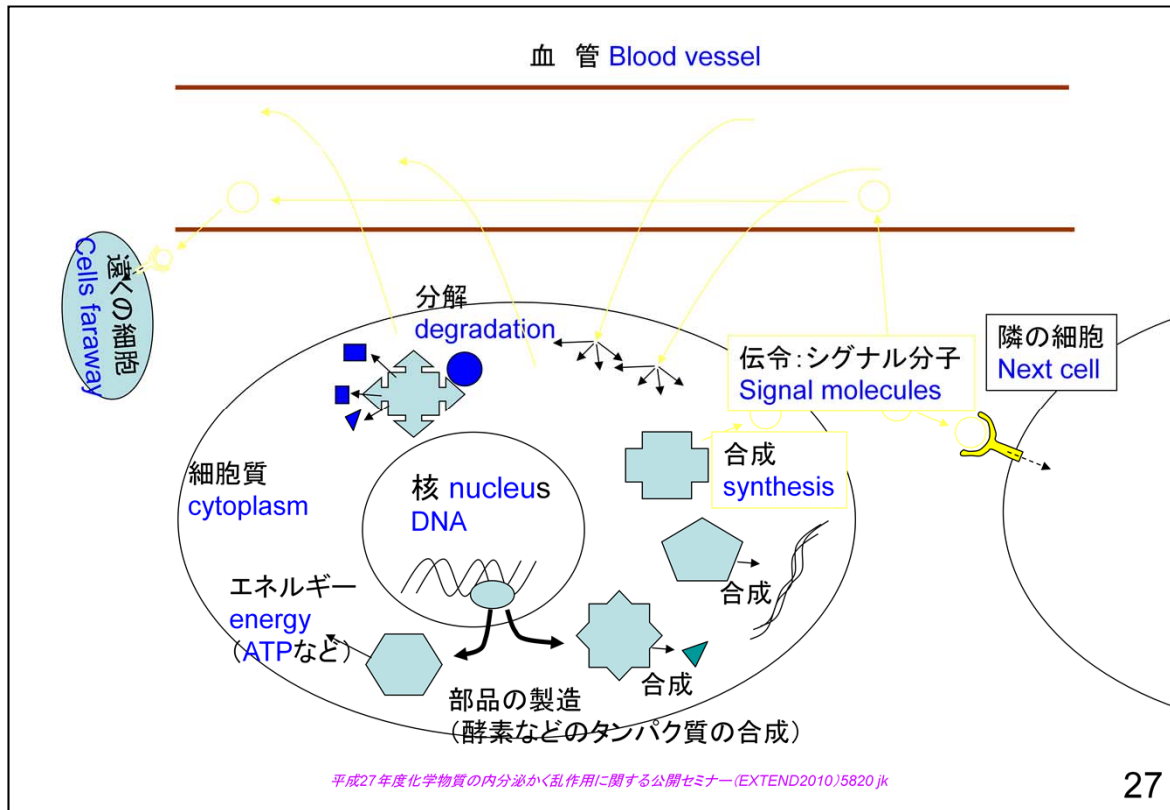 血　管 Blood vessel
遠くの細胞
Cells faraway
分解
degradation
伝令：シグナル分子
Signal molecules
隣の細胞
Next cell
合成
synthesis
細胞質
cytoplasm
核 nucleus
DNA
合成
エネルギー
energy
（ATPなど）
合成
部品の製造
（酵素などのタンパク質の合成）
平成27年度化学物質の内分泌かく乱作用に関する公開セミナー(EXTEND2010)5820 jk
27